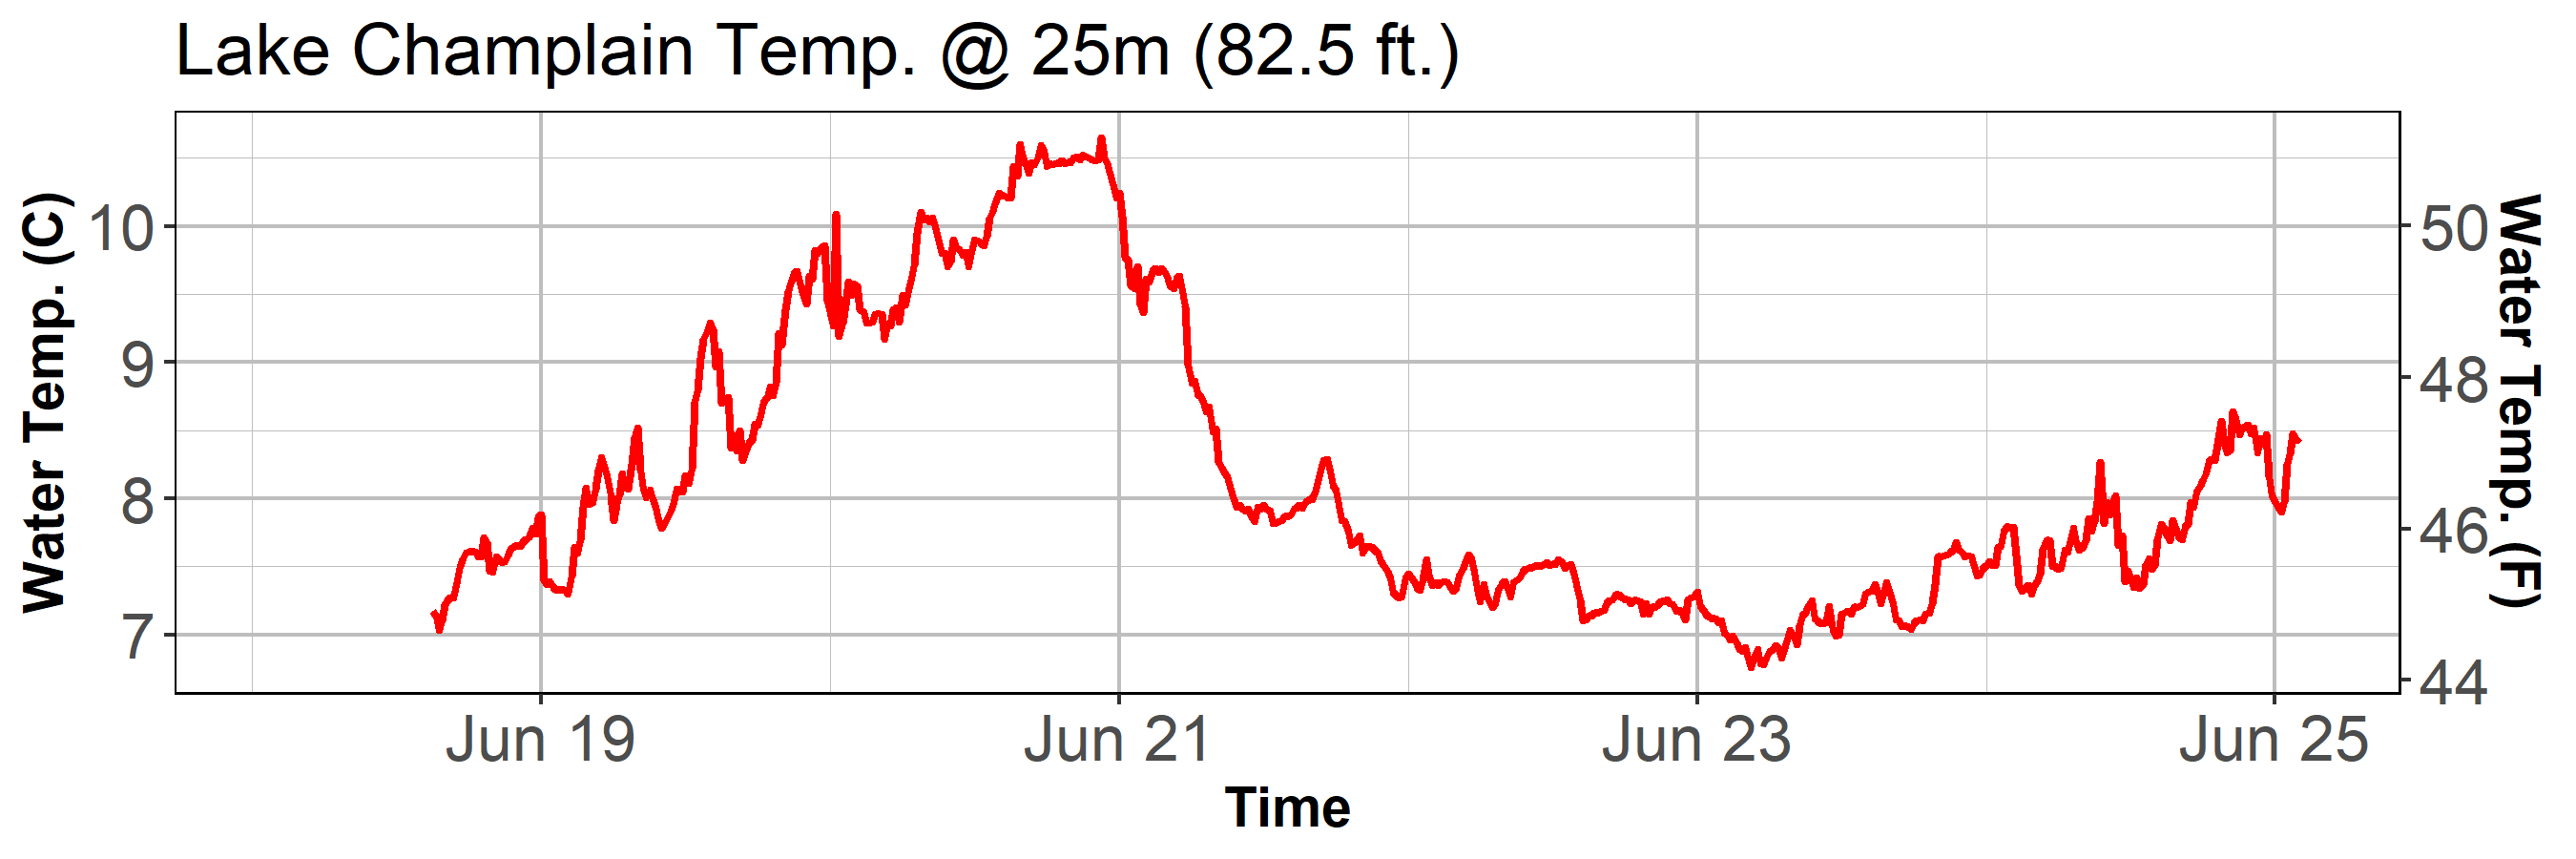 Lake Champlain Temp. @ 25m (82.5 ft.)
Water Temp. (C)
10
9
8
7
50
48
46
44
Water Temp. (F)
Jun 19 Jun 21 Jun 23 Jun 25
Time